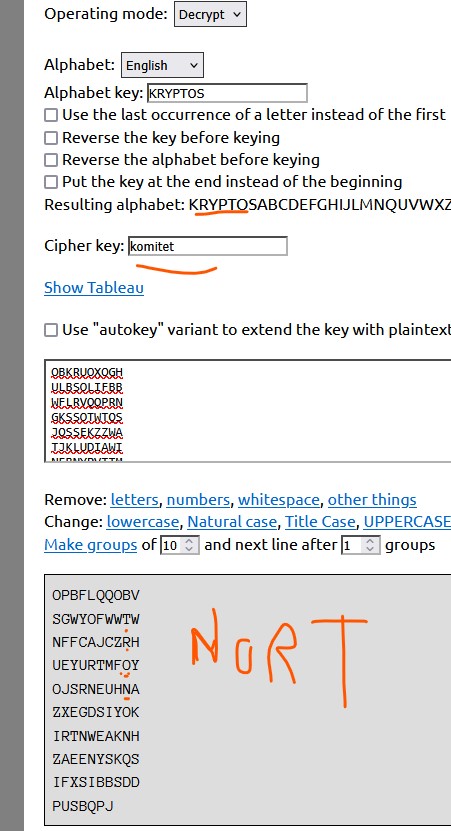 Operating mode: Decrypt
Alphabet: English
Alphabet key: KRYPTOS
Use the last occurrence of a letter instead of the first
Reverse the key before keying
Reverse the alphabet before keying
Put the key at the end instead of the beginning
Resulting alphabet: KRYPTOSABCDEFGHIJLMNQUVWXZ
Cipher key: komitet
Show Tableau
Use "autokey" variant to extend the key with plaintext
OBKRUOXOGH
ULBSOLIFBB
WFLRVQQPRN
GKSSOTWTQS
JQSSEKZZWA
TJKLUDIAWI
Remove: letters, numbers, whitespace, other things
Change: lowercase, Natural case, Title Case, UPPERCASE
Make groups of 10 and next line after 1 groups
OPBFLQQOBV
SGWYOFWWTW
NFFCAJCZRH
UEYURTMFOY
OJSRNEUHNA
ZXEGDSIYOK
IRTNWEAKNH
ZAEENYSKQS
IFXSIBBSDD
PUSBQPJ
NORT